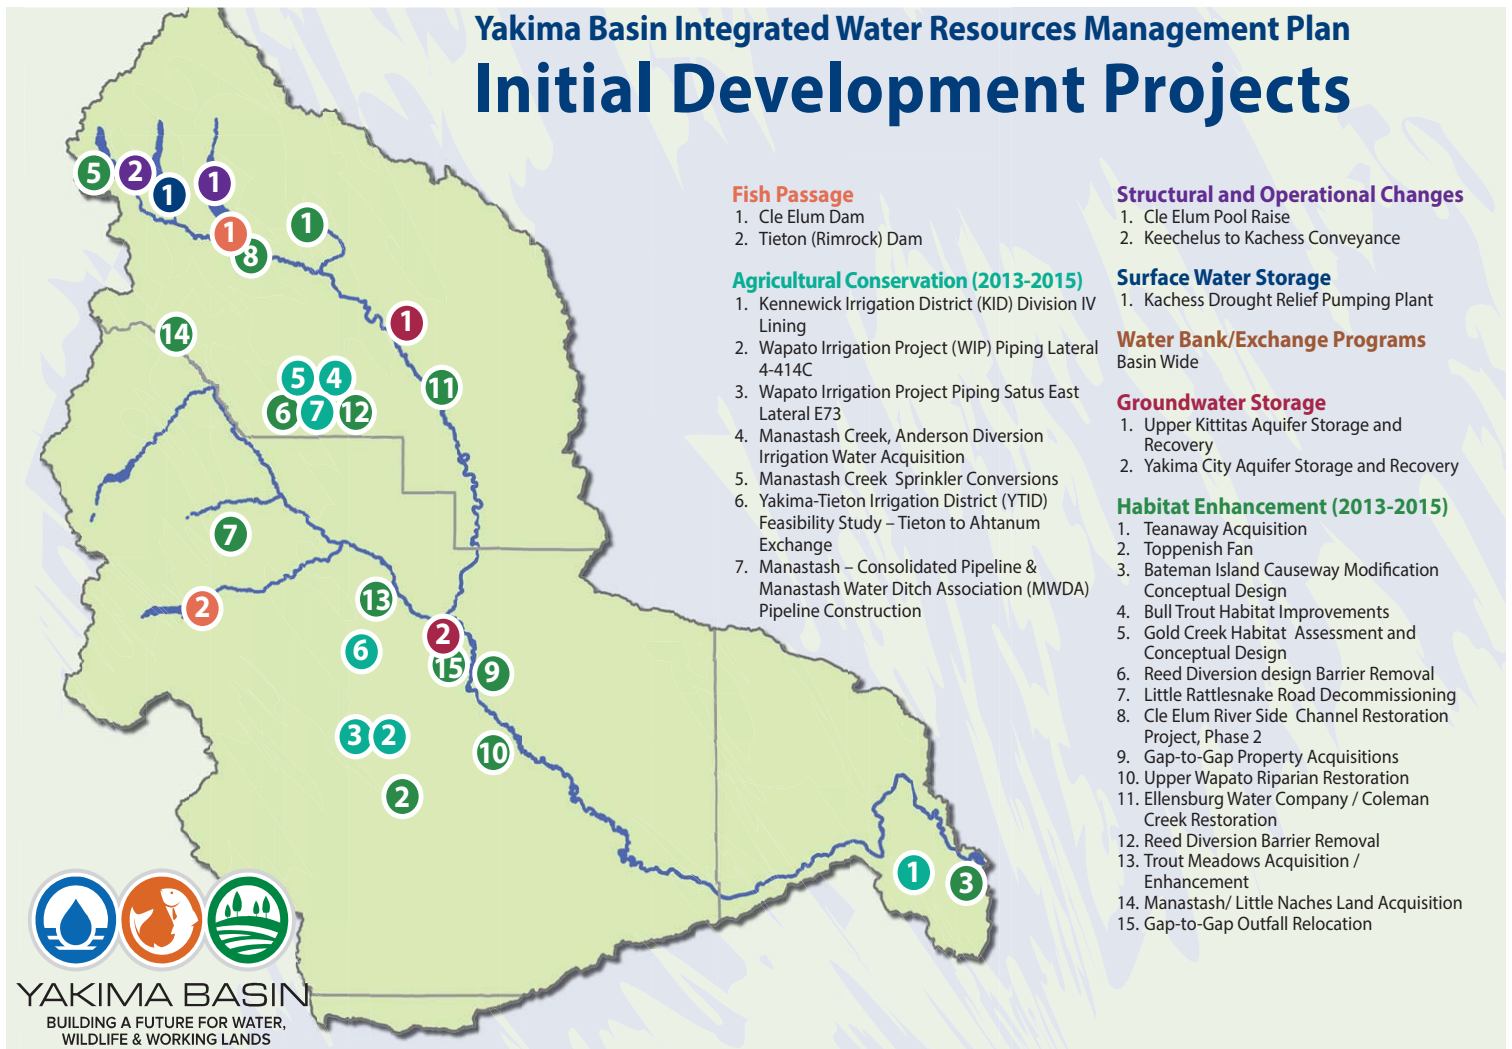 Yakima Basin Integrated Water Resources Management Plan
Initial Development Projects
Fish Passage
1. Cle Elum Dam
2. Tieton (Rimrock) Dam
Agricultural Conservation (2013-2015)
1. Kennewick Irrigation District (KID) Division IV
Lining
2. Wapato Irrigation Project (WIP) Piping Lateral
4-414C
3. Wapato Irrigation Project Piping Satus East
Lateral E73
4. Manastash Creek, Anderson Diversion
Irrigation Water Acquisition
5. Manastash Creek Sprinkler Conversions
6. Yakima-Tieton Irrigation District (YTID)
Feasibility Study – Tieton to Ahtanum
Exchange
7. Manastash – Consolidated Pipeline &
Manastash Water Ditch Association (MWDA)
Pipeline Construction
Structural and Operational Changes
1. Cle Elum Pool Raise
2. Keechelus to Kachess Conveyance
Surface Water Storage
1. Kachess Drought Relief Pumping Plant
Water Bank/Exchange Programs
Basin Wide
Groundwater Storage
1. Upper Kittitas Aquifer Storage and
Recovery
2. Yakima City Aquifer Storage and Recovery
Habitat Enhancement (2013-2015)
1. Teanaway Acquisition
2. Toppenish Fan
3. Bateman Island Causeway Modification
Conceptual Design
4. Bull Trout Habitat Improvements
5. Gold Creek Habitat Assessment and
Conceptual Design
6. Reed Diversion design Barrier Removal
7. Little Rattlesnake Road Decommissioning
8. Cle Elum River Side Channel Restoration
Project, Phase 2
9. Gap-to-Gap Property Acquisitions
10. Upper Wapato Riparian Restoration
11. Ellensburg Water Company / Coleman
Creek Restoration
12. Reed Diversion Barrier Removal
13. Trout Meadows Acquisition /
Enhancement
14. Manastash/ Little Naches Land Acquisition
15. Gap-to-Gap Outfall Relocation
5
2
1
1
1
8
1
1
14
5
4
11
6
7
12
7
2
13
2
6
15
9
3
2
10
2
1
3
YAKIMA BASIN
BUILDING A FUTURE FOR WATER,
WILDLIFE & WORKING LANDS